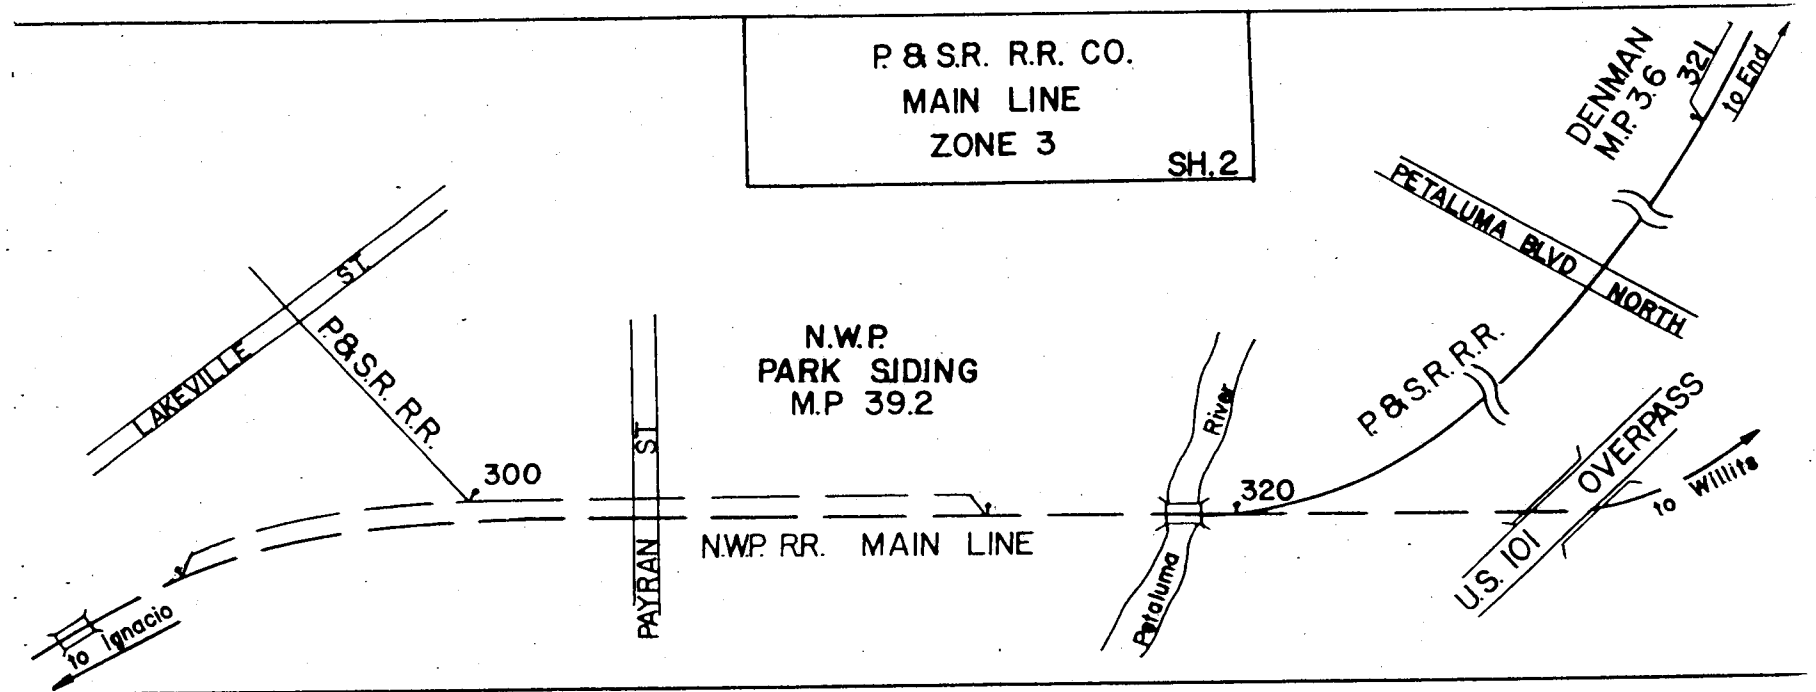 P. & S.R. R.R. CO.
MAIN LINE
ZONE 3
SH. 2
DENMAN
M.P. 3.6
321
to End
PETALUMA BLVD NORTH
LAKEVILLE ST.
P. & S.R. R.R.
300
PAYRAN ST.
N.W.P.
PARK SIDING
M.P 39.2
River
Petaluma
320
P. & S.R. R.R.
U.S. 101 OVERPASS
to Willits
N.W.P. RR. MAIN LINE
to Ignacio